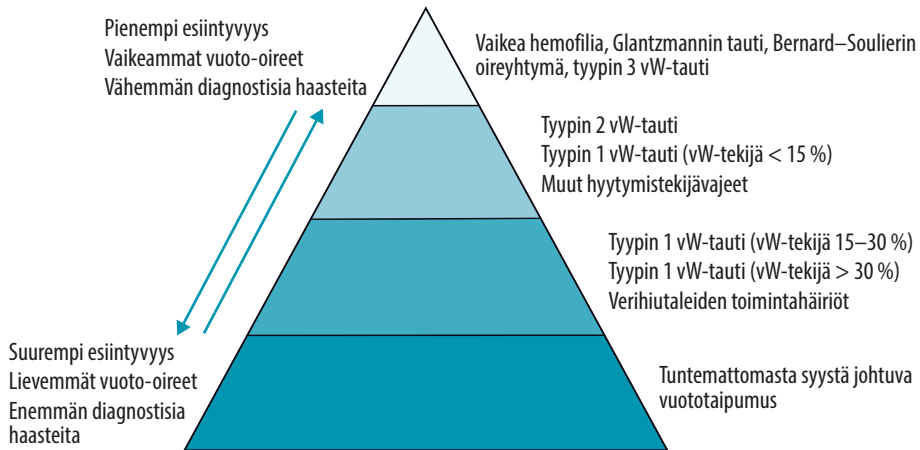 Pienempi esiintyvyys
Vaikeammat vuoto-oireet
Vähemmän diagnostisia haasteita
Vaikea hemofilia, Glantzmannin tauti, Bernard–Soulierin
oireyhtymä, tyypin 3 vW-tauti
Tyypin 2 vW-tauti
Tyypin 1 vW-tauti (vW-tekijä < 15 %)
Muut hyytymistekijävajeet
Tyypin 1 vW-tauti (vW-tekijä 15–30 %)
Tyypin 1 vW-tauti (vW-tekijä > 30 %)
Verihiutaleiden toimintahäiriöt
Suurempi esiintyvyys
Lievemmät vuoto-oireet
Enemmän diagnostisia
haasteita
Tuntemattomasta syystä johtuva
vuototaipumus